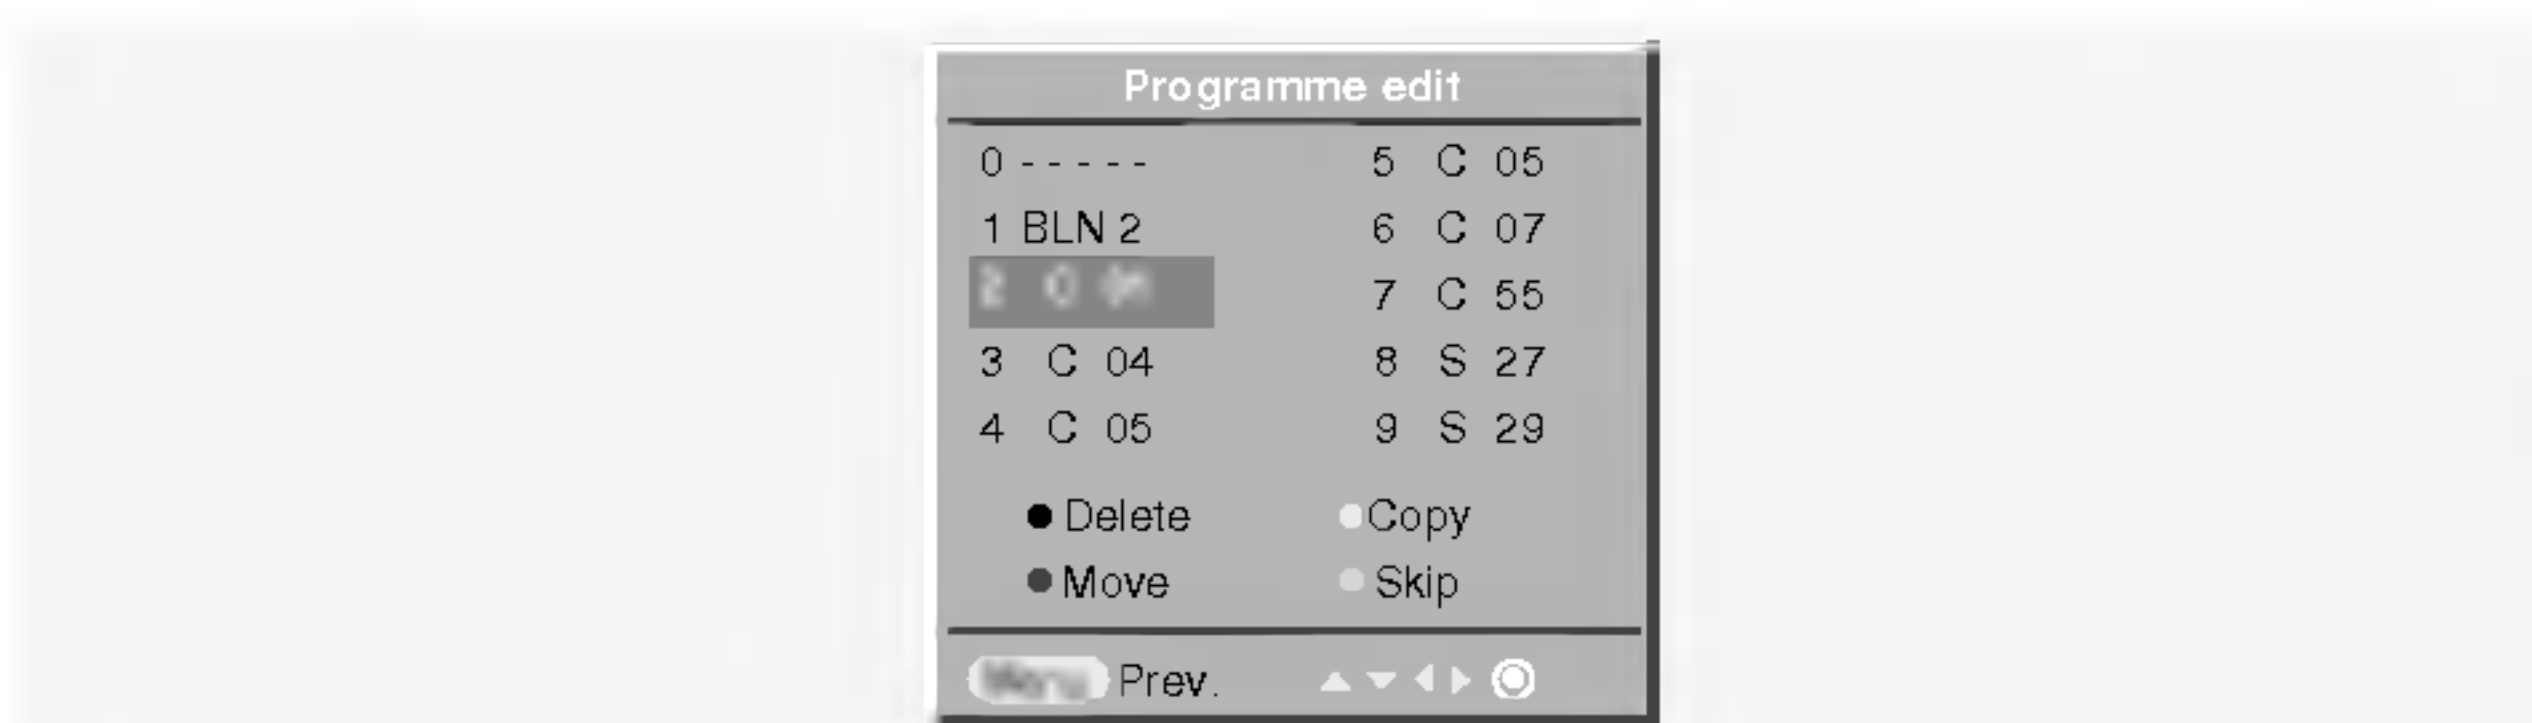 Programme edit
0 - - - - -
1 BLN 2
2
3 C 04
4 C 05
5 C 05
6 C 07
7 C 55
8 S 27
9 S 29
Delete
Copy
Move
Skip
Prev.